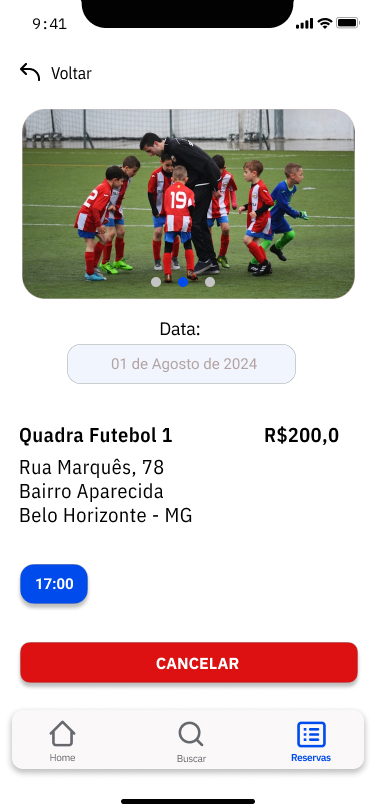 9:41
Voltar
2
19
Data:
01 de Agosto de 2024
Quadra Futebol 1
R$200,0
Rua Marquês, 78
Bairro Aparecida
Belo Horizonte - MG
17:00
CANCELAR
Home
Buscar
Reservas